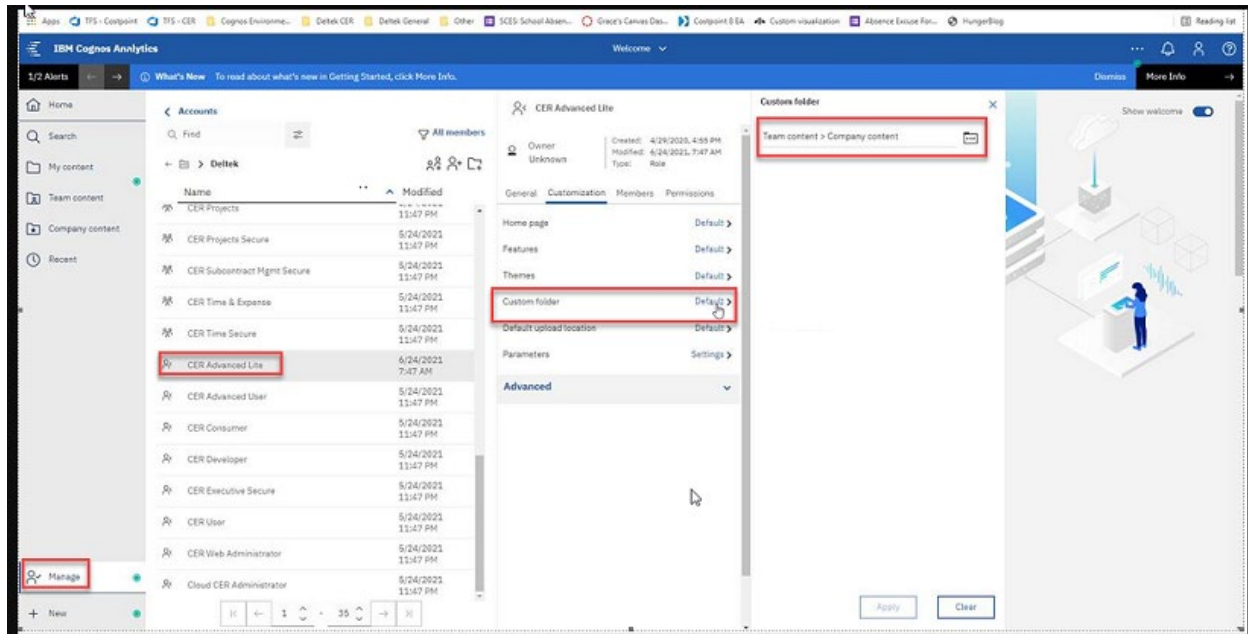 Apps TFS - Costpoint TFS - CER Cognos Environme... Deltek CER Deltek General Other SCES: School Absen... Grace's Canvas Das... Costpoint 8 EA Custom visualization Absence Excuse For... HungerBlog Reading list
IBM Cognos Analytics Welcome
1/2 Alerts What's New To read about what's new in Getting Started, click More Info. Dismiss More Info
Home
Search
My content
Team content
Company content
Recent
Manage
New
Accounts
Find All members
Deltek
Name Modified
CER Projects 11:47 PM
CER Projects Secure 5/24/2021 11:47 PM
CER Subcontract Mgmt Secure 5/24/2021 11:47 PM
CER Time & Expense 5/24/2021 11:47 PM
CER Time Secure 5/24/2021 11:47 PM
CER Advanced Lite 6/24/2021 7:47 AM
CER Advanced User 5/24/2021 11:47 PM
CER Consumer 5/24/2021 11:47 PM
CER Developer 5/24/2021 11:47 PM
CER Executive Secure 5/24/2021 11:47 PM
CER User 5/24/2021 11:47 PM
CER Web Administrator 5/24/2021 11:47 PM
Cloud CER Administrator 5/24/2021 11:47 PM
1 - 35
CER Advanced Lite
Owner
Unknown
Created: 4/29/2020, 4:55 PM
Modified: 6/24/2021, 7:47 AM
Type: Role
General Customization Members Permissions
Home page Default
Features Default
Themes Default
Custom folder Default
Default upload location Default
Parameters Settings
Advanced
Custom folder
Team content > Company content
Apply Clear
Show welcome